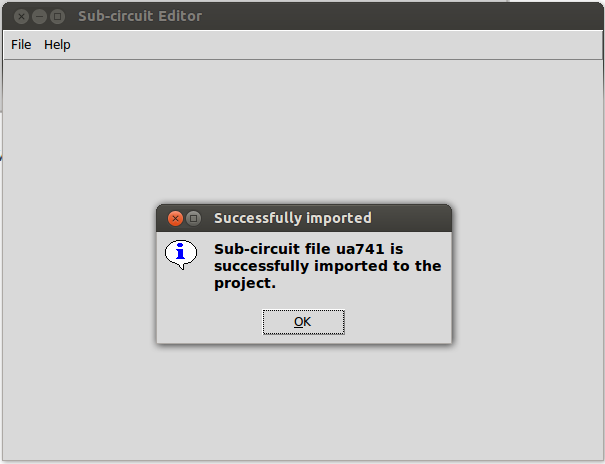 Sub-circuit Editor
File Help
Successfully imported
Sub-circuit file ua741 is
successfully imported to the
project.
OK